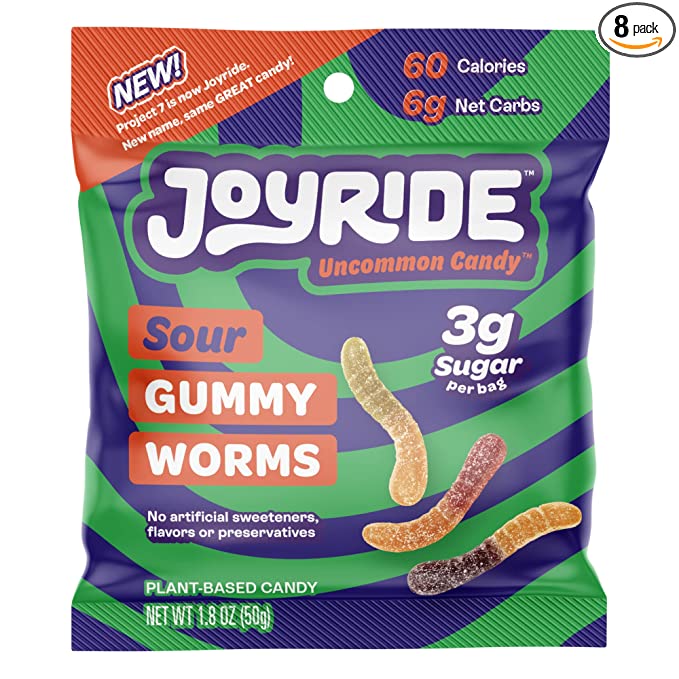 8 pack
NEW!
Project 7 is now Joyride.
New name, same GREAT candy!
60 Calories
6g Net Carbs
JOYRIDE™
Uncommon Candy™
Sour
GUMMY
WORMS
3g
Sugar
per bag
No artificial sweeteners,
flavors or preservatives
PLANT-BASED CANDY
NET WT 1.8 OZ (50g)